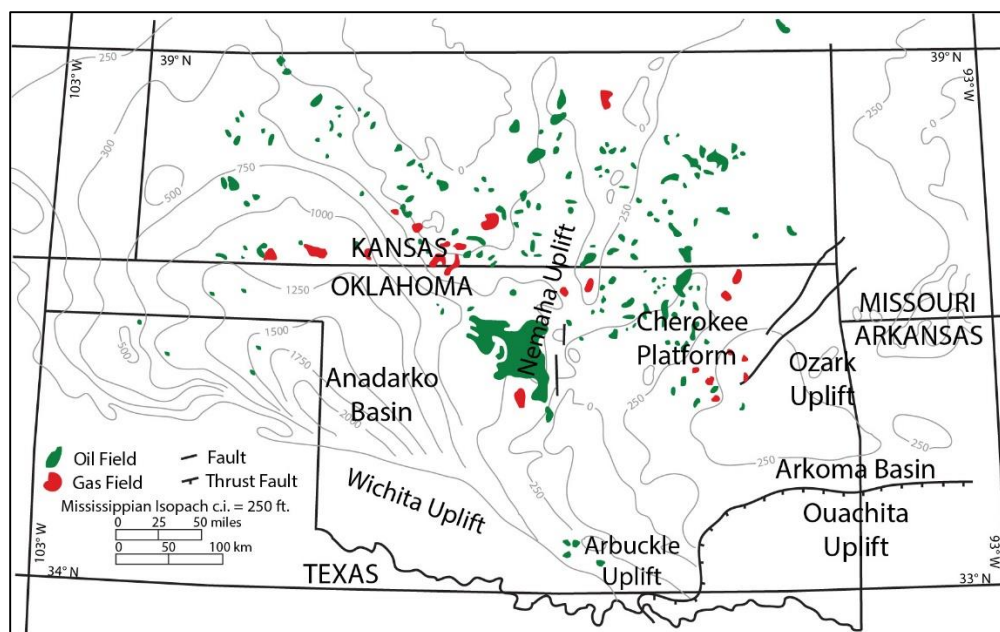 39° N
39° N
103° W
93° W
250
300
500
750
1000
0
0
0
250
250
250
KANSAS
OKLAHOMA
Nemaha Uplift
MISSOURI
ARKANSAS
1250
1500
1750
2000
500
Anadarko
Basin
Cherokee
Platform
Ozark
Uplift
0
250
250
250
250
Oil Field
Fault
Gas Field
Thrust Fault
Mississippian Isopach c.i. = 250 ft.
0 25 50 miles
0 50 100 km
Wichita Uplift
Arkoma Basin
Ouachita
Uplift
Arbuckle
Uplift
TEXAS
103° W
34° N
93° W
33° N